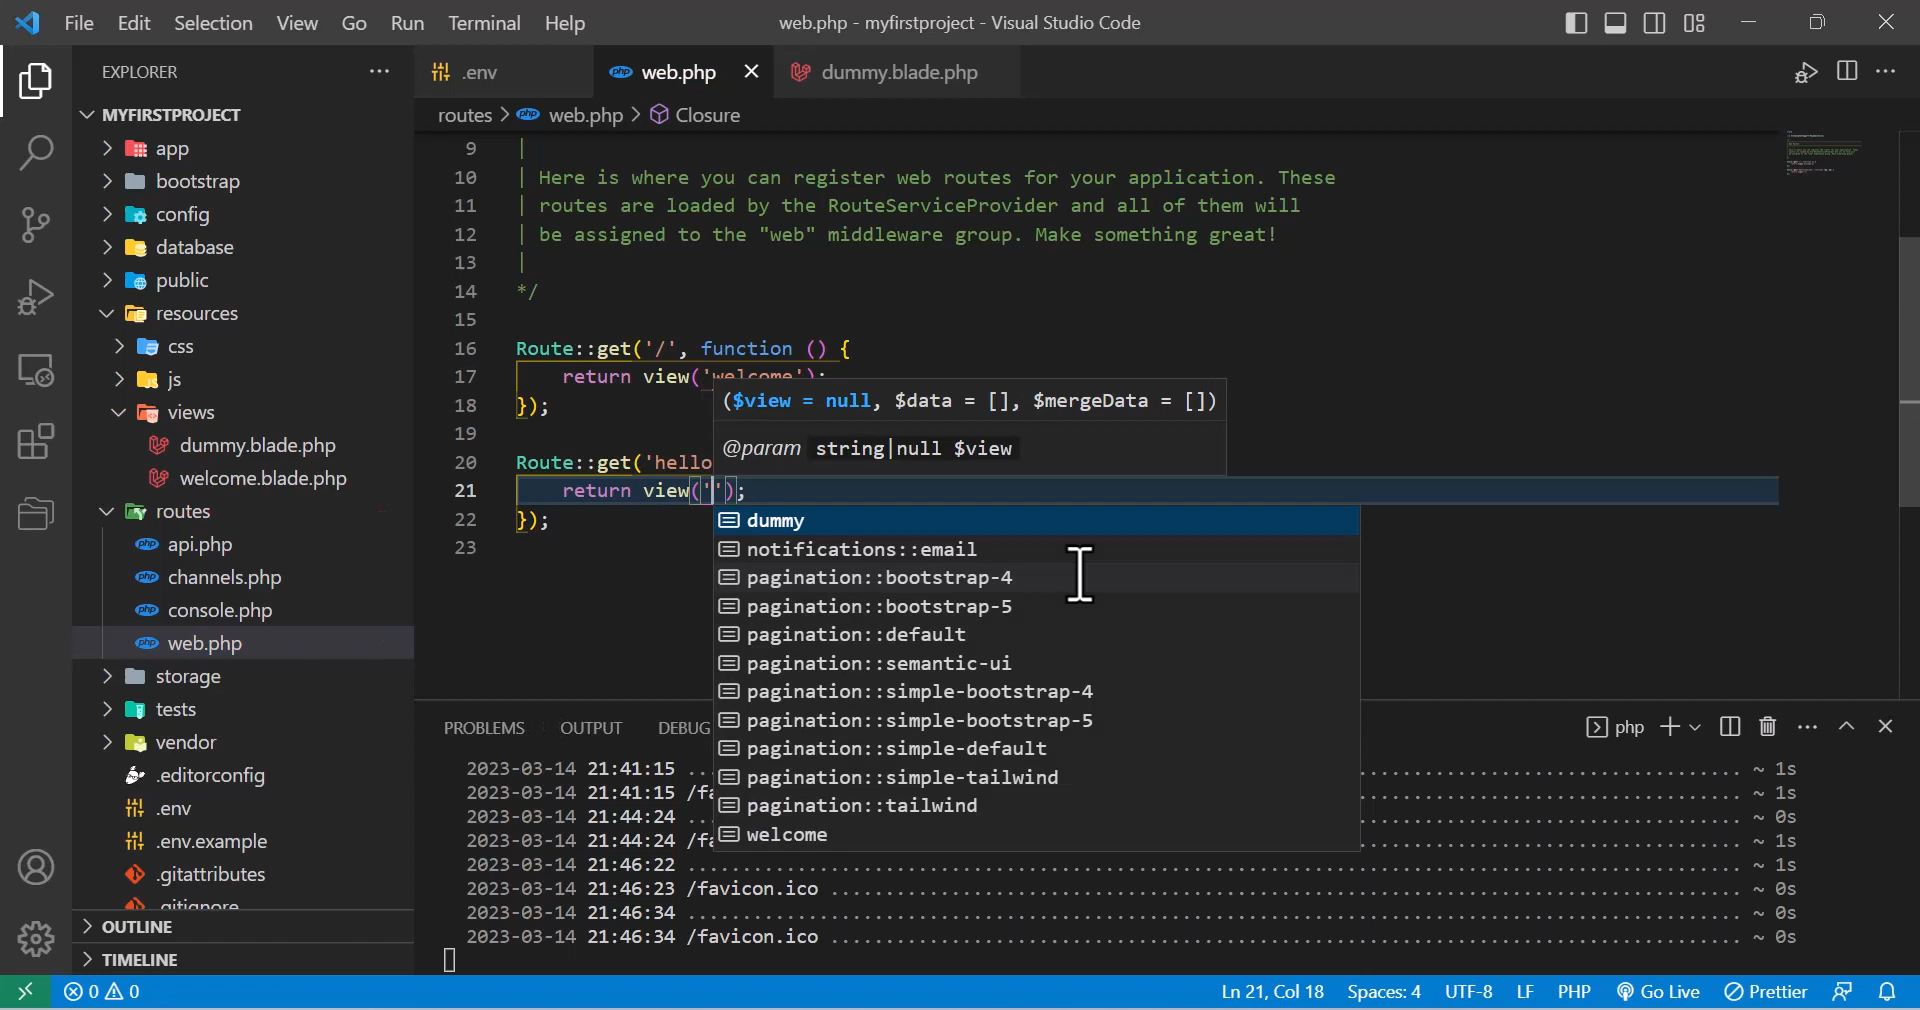 File Edit Selection View Go Run Terminal Help
web.php - myfirstproject - Visual Studio Code
EXPLORER
MYFIRSTPROJECT
app
bootstrap
config
database
public
resources
css
js
views
dummy.blade.php
welcome.blade.php
routes
api.php
channels.php
console.php
web.php
storage
tests
vendor
.editorconfig
.env
.env.example
.gitattributes
.gitignore
OUTLINE
TIMELINE
.env
php web.php
dummy.blade.php
routes > php web.php > Closure
9 |
10 | Here is where you can register web routes for your application. These
11 | routes are loaded by the RouteServiceProvider and all of them will
12 | be assigned to the "web" middleware group. Make something great!
13 |
14 */
15
16 Route::get('/', function () {
17 return view('welcome');
18 });
19
20 Route::get('hello
21 return view('');
22 });
23
($view = null, $data = [], $mergeData = [])
@param string|null $view
dummy
notifications::email
pagination::bootstrap-4
pagination::bootstrap-5
pagination::default
pagination::semantic-ui
pagination::simple-bootstrap-4
pagination::simple-bootstrap-5
pagination::simple-default
pagination::simple-tailwind
pagination::tailwind
welcome
PROBLEMS OUTPUT DEBUG
php
2023-03-14 21:41:15 ........ ~ 1s
2023-03-14 21:41:15 /fa ........ ~ 1s
2023-03-14 21:44:24 ........ ~ 0s
2023-03-14 21:44:24 /fa ........ ~ 1s
2023-03-14 21:46:22 ........ ~ 1s
2023-03-14 21:46:23 /favicon.ico ........ ~ 0s
2023-03-14 21:46:34 ........ ~ 0s
2023-03-14 21:46:34 /favicon.ico ........ ~ 0s
0 0
Ln 21, Col 18 Spaces: 4 UTF-8 LF PHP Go Live Prettier